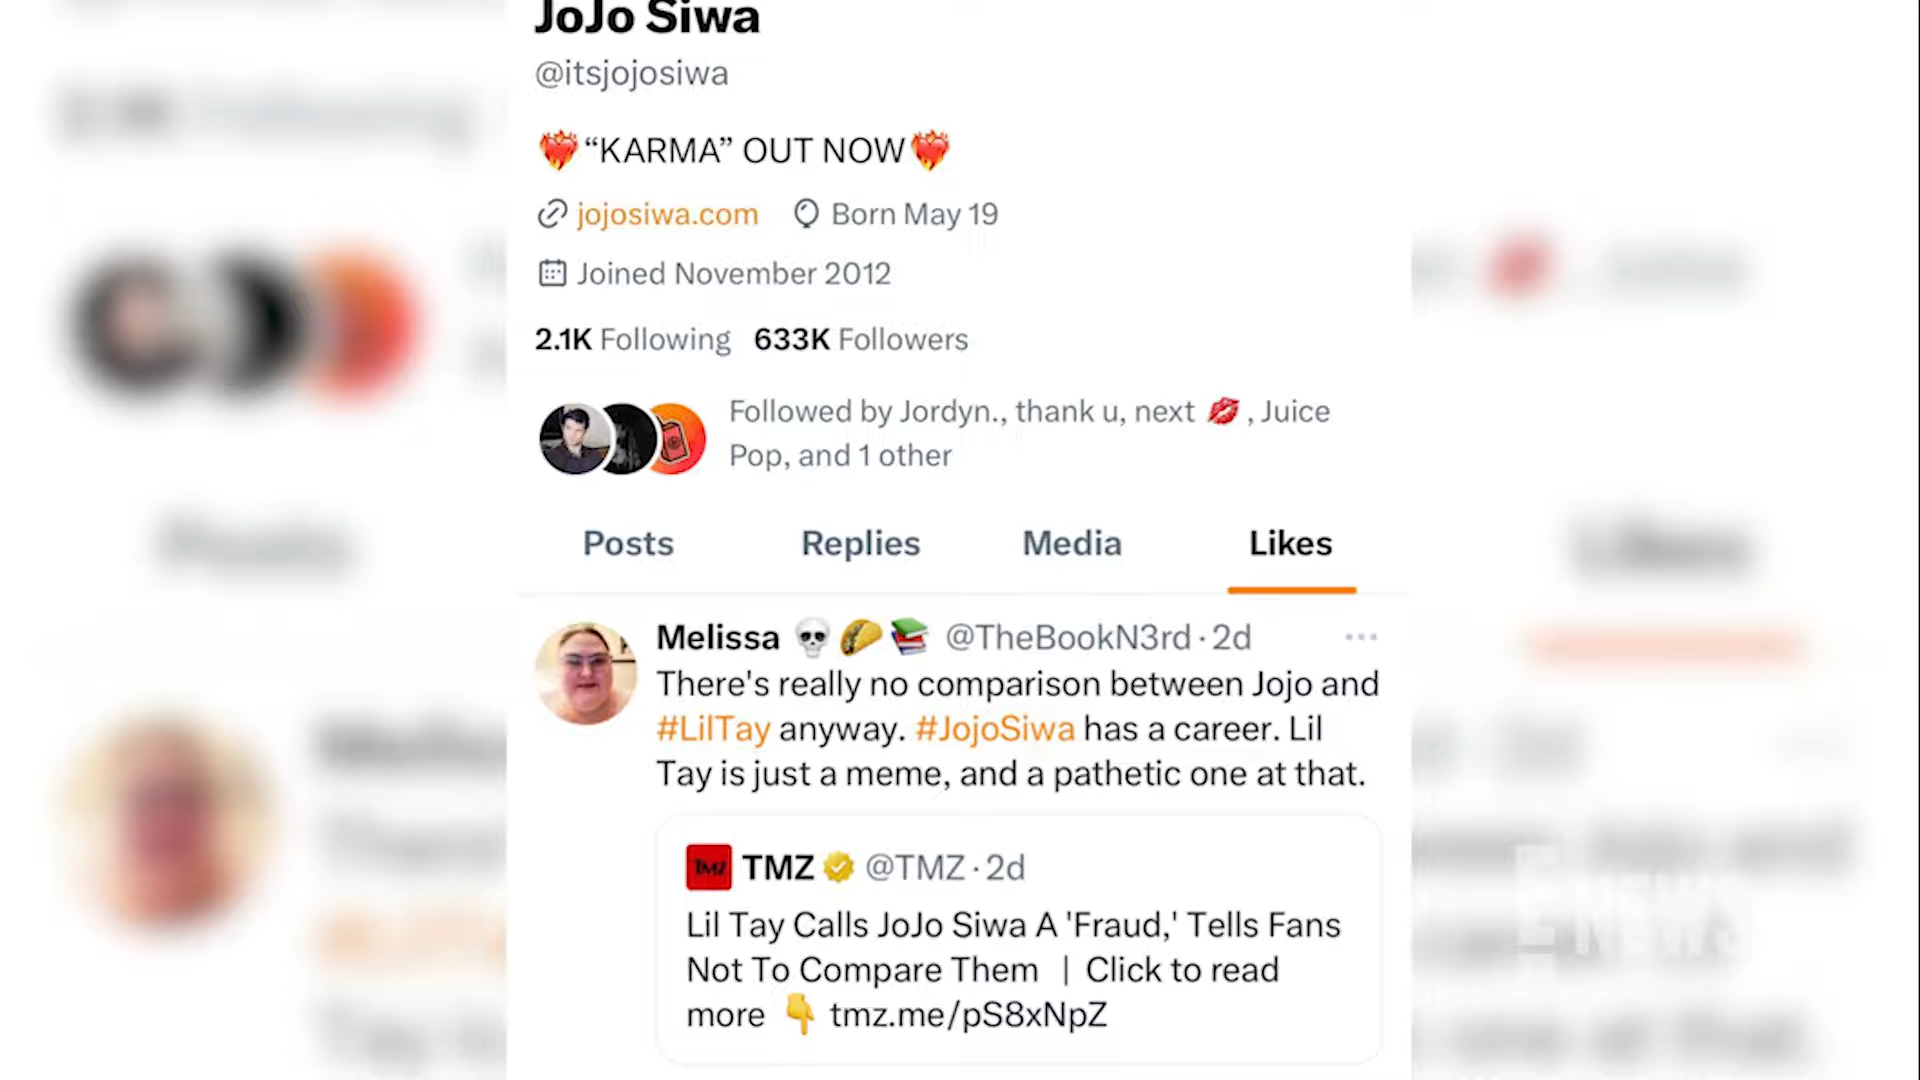 JoJo Siwa
@itsjojosiwa
❤️‍🔥“KARMA” OUT NOW❤️‍🔥
jojosiwa.com Born May 19
Joined November 2012
2.1K Following 633K Followers
Followed by Jordyn., thank u, next 💋 , Juice
Pop, and 1 other
Posts Replies Media Likes
Melissa 💀🌮📚 @TheBookN3rd · 2d
There's really no comparison between Jojo and
#LilTay anyway. #JojoSiwa has a career. Lil
Tay is just a meme, and a pathetic one at that.
TMZ TMZ @TMZ · 2d
Lil Tay Calls JoJo Siwa A 'Fraud,' Tells Fans
Not To Compare Them | Click to read
more 👇 tmz.me/pS8xNpZ